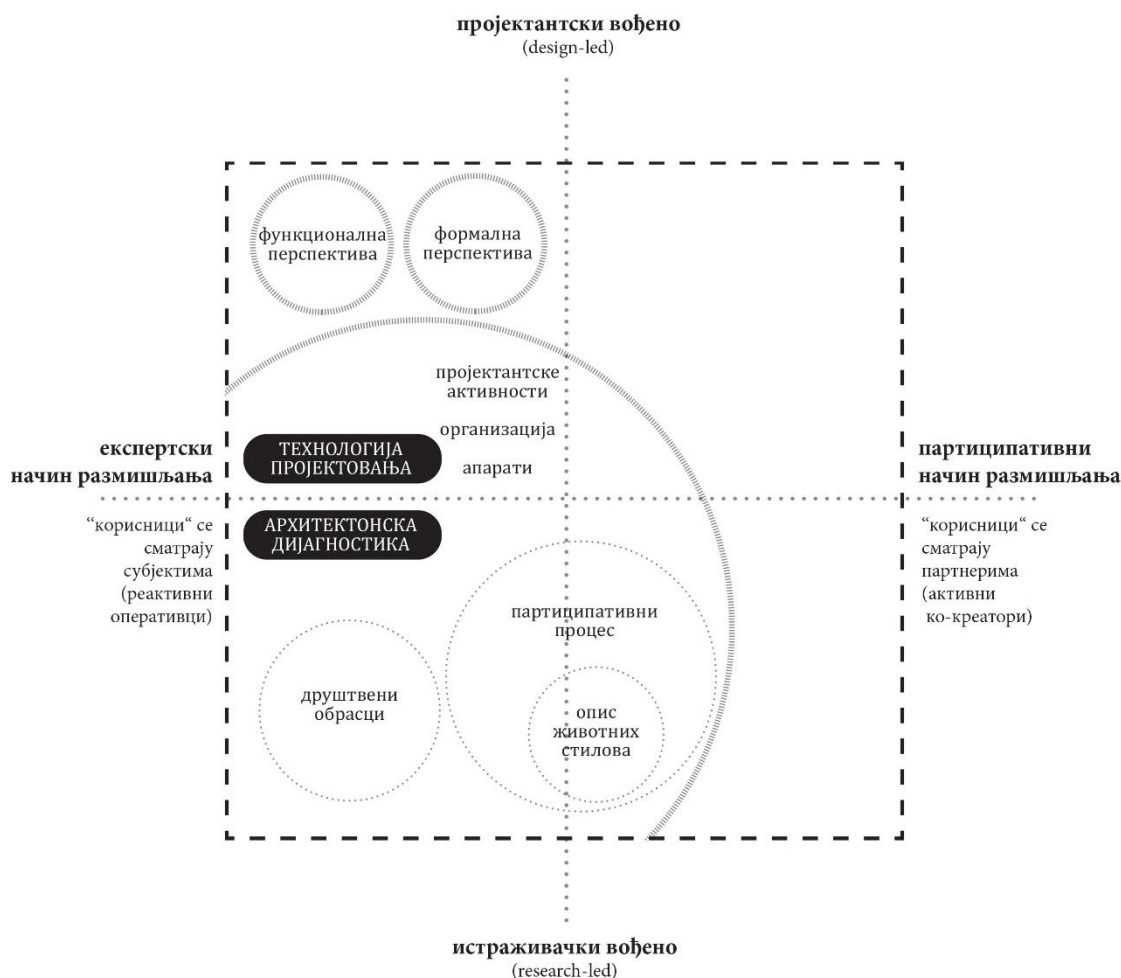 пројектантски вођено
(design-led)
функционална
перспектива
формална
перспектива
пројектантске
активности
организација
апарати
експертски
начин размишљања
ТЕХНОЛОГИЈА
ПРОЈЕКТОВАЊА
партиципативни
начин размишљања
“корисници“ се
сматрају
субјектима
(реактивни
оперативци)
АРХИТЕКТОНСКА
ДИЈАГНОСТИКА
“корисници“ се
сматрају
партнерима
(активни
ко-креатори)
партиципативни
процес
друштвени
обрасци
опис
животних
стилова
истраживачки вођено
(research-led)